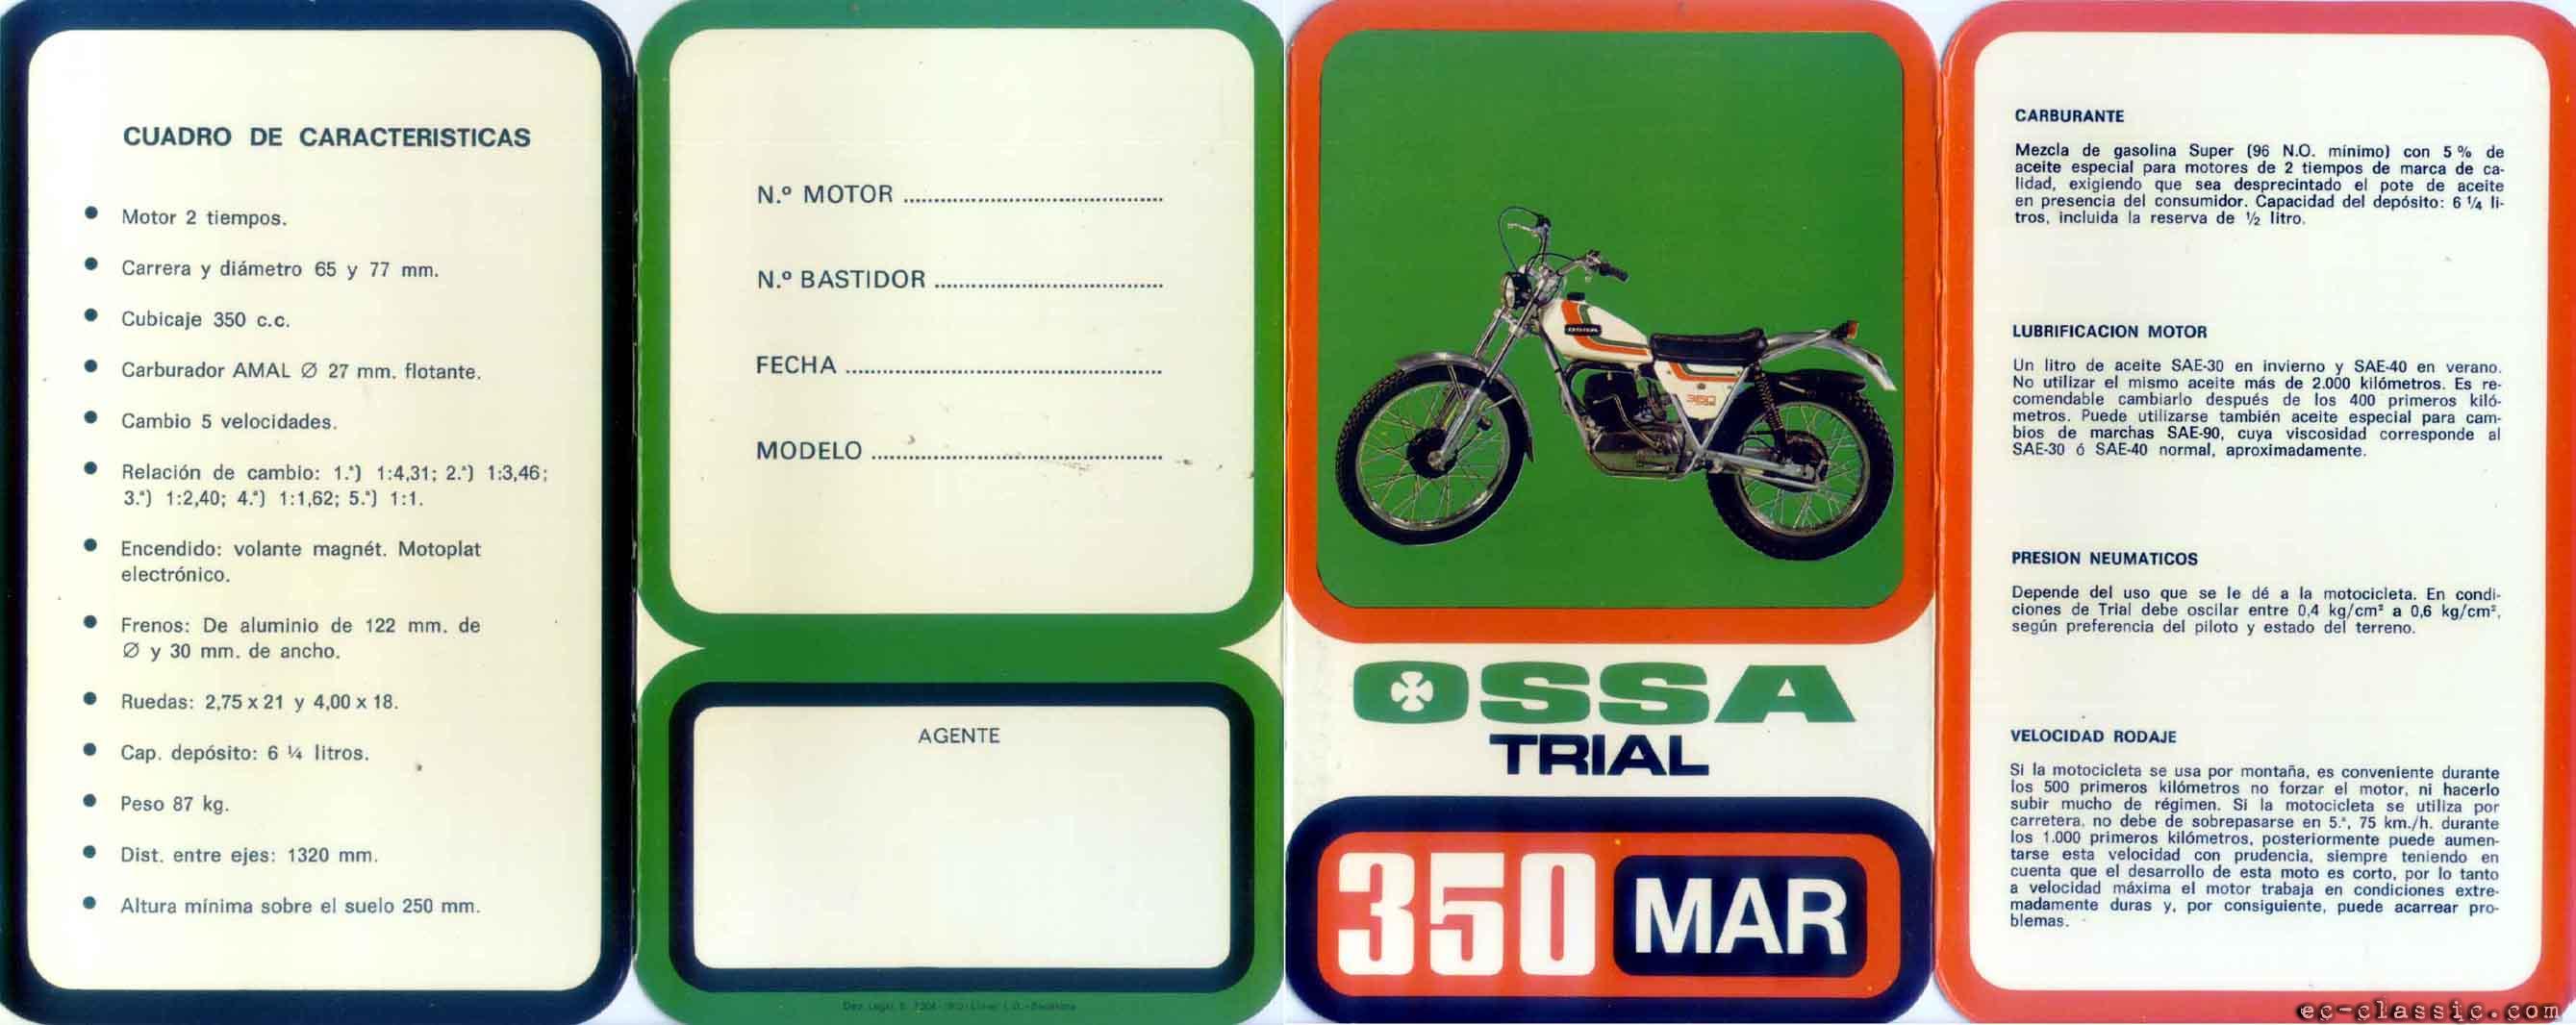 CUADRO DE CARACTERISTICAS
● Motor 2 tiempos.
● Carrera y diámetro 65 y 77 mm.
● Cubicaje 350 c.c.
● Carburador AMAL Ø 27 mm. flotante.
● Cambio 5 velocidades.
● Relación de cambio: 1.ª) 1:4,31; 2.ª) 1:3,46;
3.ª) 1:2,40; 4.ª) 1:1,62; 5.ª) 1:1.
● Encendido: volante magnét. Motoplat
electrónico.
● Frenos: De aluminio de 122 mm. de
Ø y 30 mm. de ancho.
● Ruedas: 2,75 x 21 y 4,00 x 18.
● Cap. depósito: 6 ¼ litros.
● Peso 87 kg.
● Dist. entre ejes: 1320 mm.
● Altura mínima sobre el suelo 250 mm.
N.º MOTOR
N.º BASTIDOR
FECHA
MODELO
AGENTE
OSSA
350
OSSA
TRIAL
350 MAR
CARBURANTE
Mezcla de gasolina Super (96 N.O. mínimo) con 5 % de
aceite especial para motores de 2 tiempos de marca de ca-
lidad, exigiendo que sea desprecintado el pote de aceite
en presencia del consumidor. Capacidad del depósito: 6 ¼ li-
tros, incluida la reserva de ½ litro.
LUBRIFICACION MOTOR
Un litro de aceite SAE-30 en invierno y SAE-40 en verano.
No utilizar el mismo aceite más de 2.000 kilómetros. Es re-
comendable cambiarlo después de los 400 primeros kiló-
metros. Puede utilizarse también aceite especial para cam-
bios de marchas SAE-90, cuya viscosidad corresponde al
SAE-30 ó SAE-40 normal, aproximadamente.
PRESION NEUMATICOS
Depende del uso que se le dé a la motocicleta. En condi-
ciones de Trial debe oscilar entre 0,4 kg/cm² a 0,6 kg/cm²,
según preferencia del piloto y estado del terreno.
VELOCIDAD RODAJE
Si la motocicleta se usa por montaña, es conveniente durante
los 500 primeros kilómetros no forzar el motor, ni hacerlo
subir mucho de régimen. Si la motocicleta se utiliza por
carretera, no debe de sobrepasarse en 5.ª, 75 km./h. durante
los 1.000 primeros kilómetros, posteriormente puede aumen-
tarse esta velocidad con prudencia, siempre teniendo en
cuenta que el desarrollo de esta moto es corto, por lo tanto
a velocidad máxima el motor trabaja en condiciones extre-
madamente duras y, por consiguiente, puede acarrear pro-
blemas.
ec-classic.com